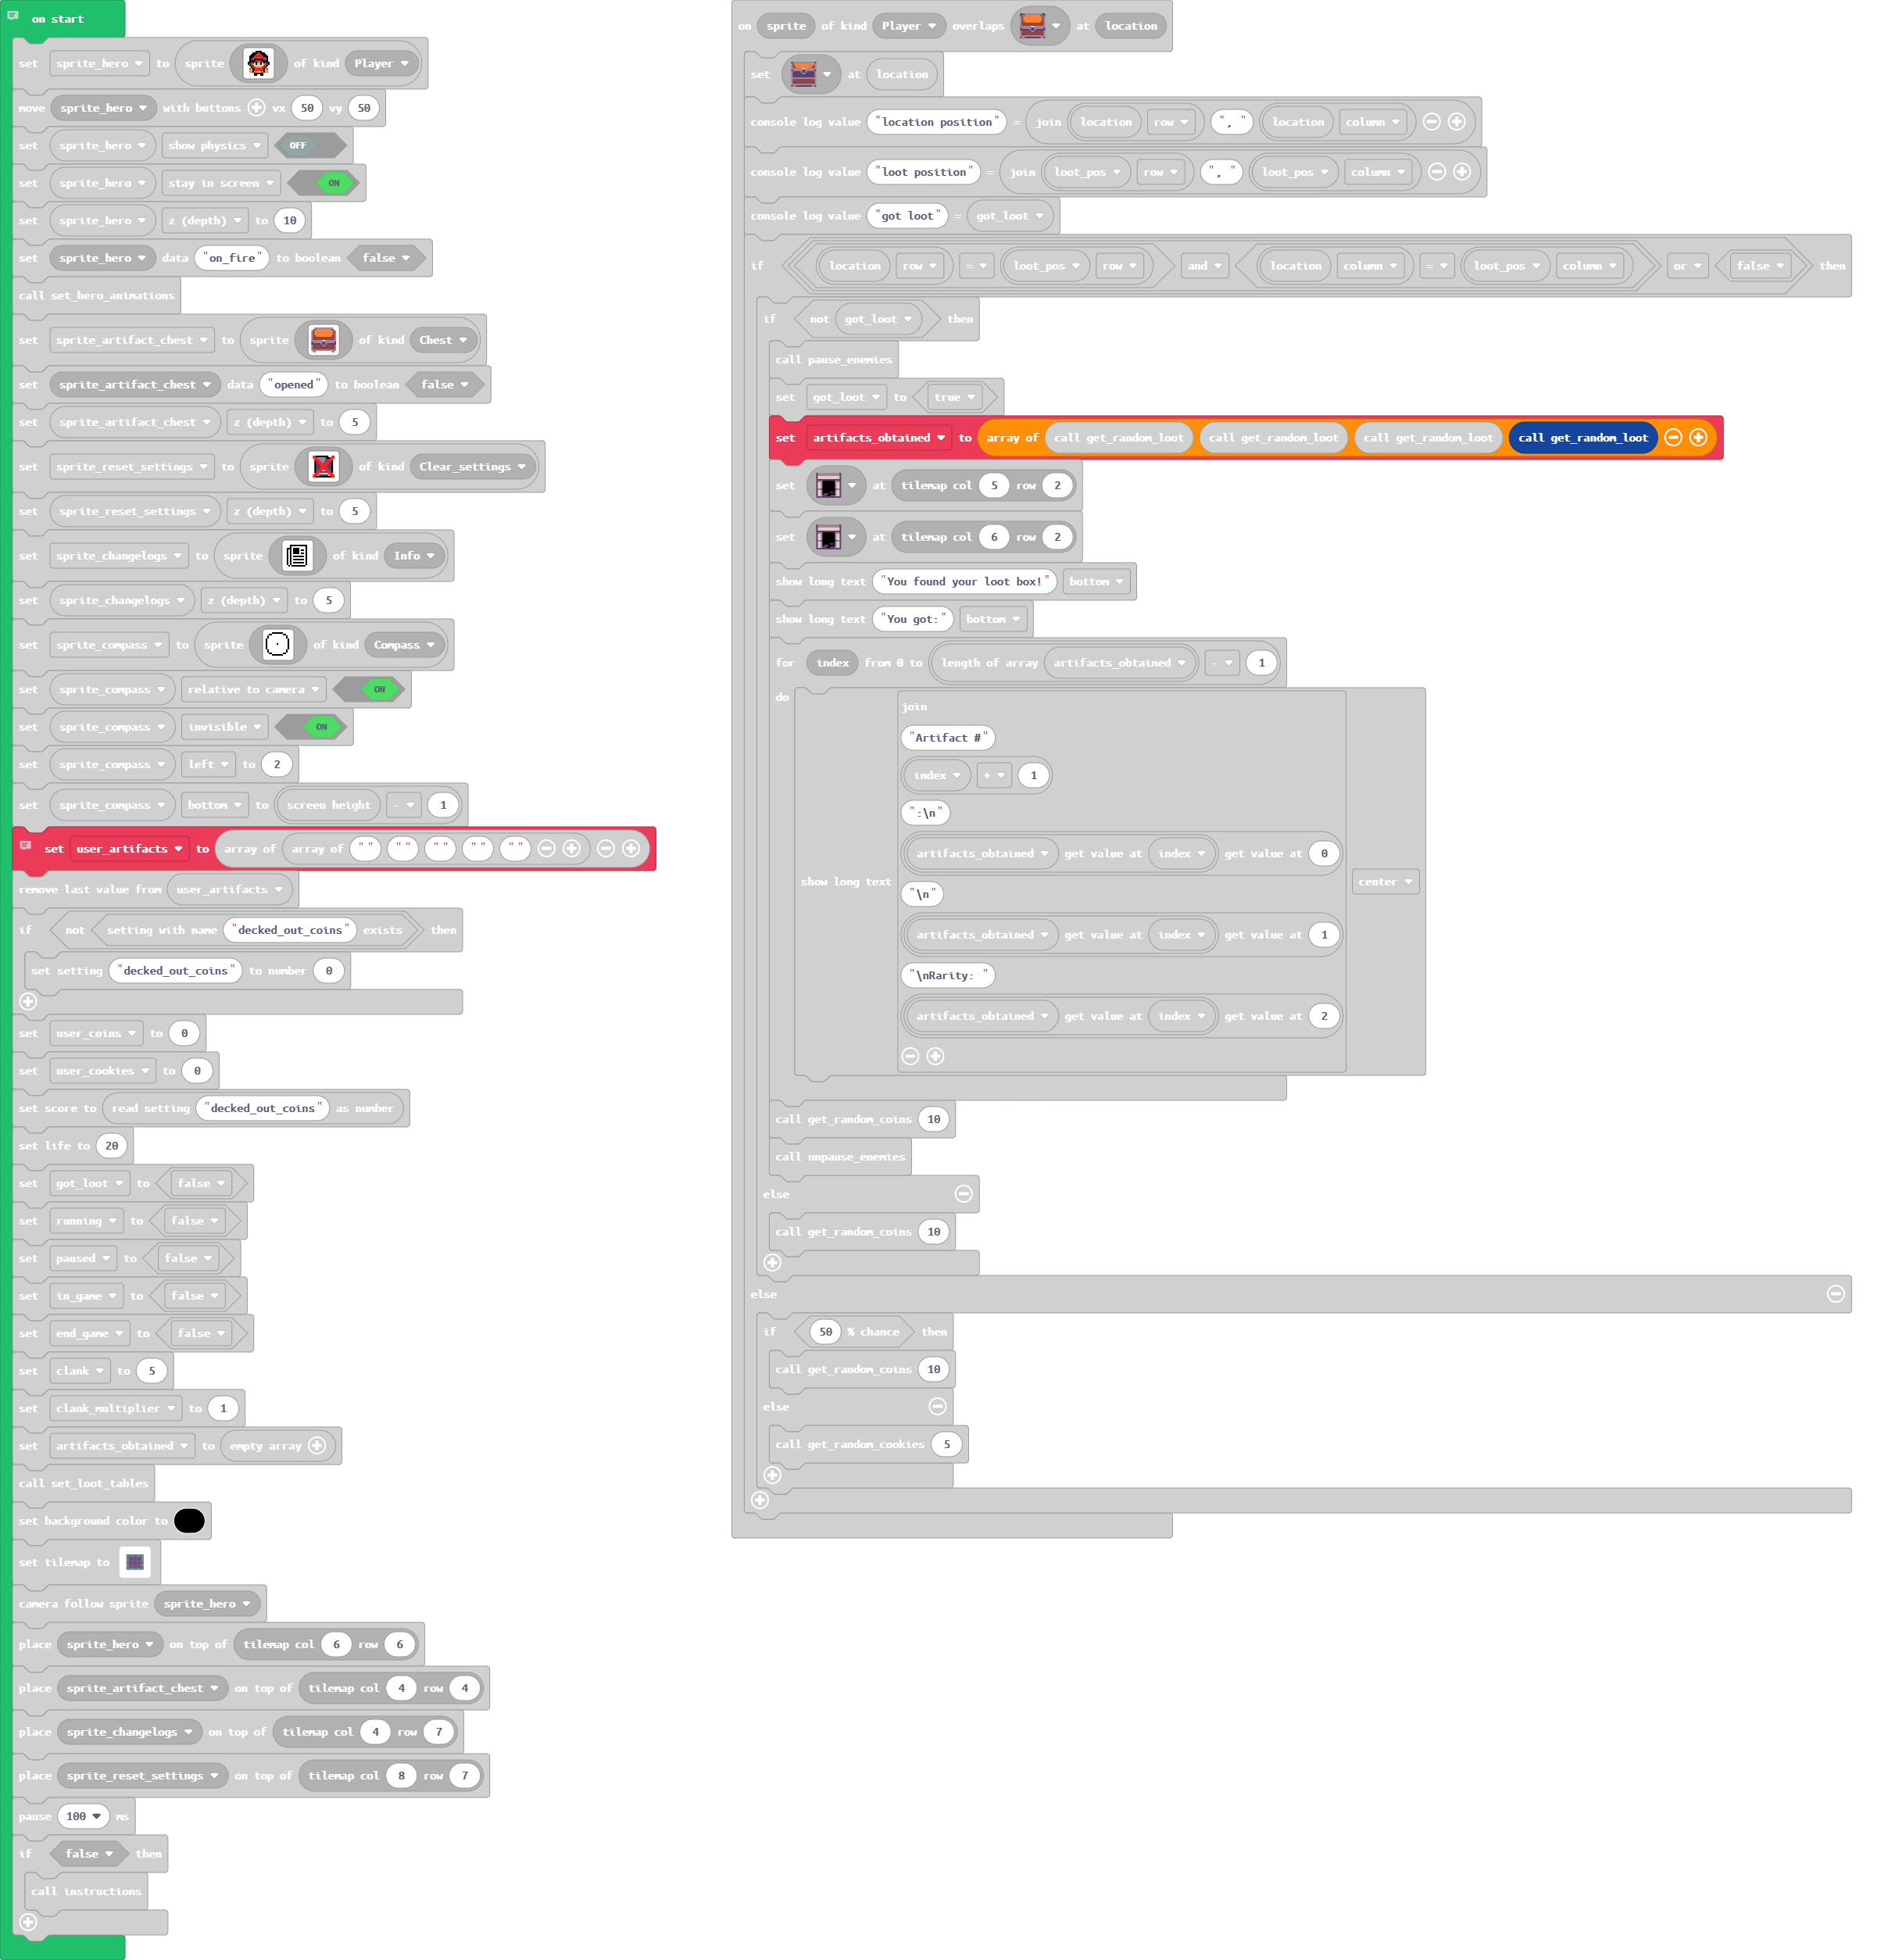 on start
set sprite_hero to sprite of kind Player
move sprite_hero with buttons vx 50 vy 50
set sprite_hero show physics OFF
set sprite_hero stay in screen ON
set sprite_hero z (depth) to 10
set sprite_hero data "on_fire" to boolean false
call set_hero_animations
set sprite_artifact_chest to sprite of kind Chest
set sprite_artifact_chest data "opened" to boolean false
set sprite_artifact_chest z (depth) to 5
set sprite_reset_settings to sprite of kind Clear_settings
set sprite_reset_settings z (depth) to 5
set sprite_changelogs to sprite of kind Info
set sprite_changelogs z (depth) to 5
set sprite_compass to sprite of kind Compass
set sprite_compass relative to camera ON
set sprite_compass invisible ON
set sprite_compass left to 2
set sprite_compass bottom to screen height - 1
set user_artifacts to array of array of "" "" "" "" ""
remove last value from user_artifacts
if not setting with name "decked_out_coins" exists then
set setting "decked_out_coins" to number 0
set user_coins to 0
set user_cookies to 0
set score to read setting "decked_out_coins" as number
set life to 20
set got_loot to false
set running to false
set paused to false
set in_game to false
set end_game to false
set clank to 5
set clank_multiplier to 1
set artifacts_obtained to empty array
call set_loot_tables
set background color to
set tilemap to
camera follow sprite sprite_hero
place sprite_hero on top of tilemap col 6 row 6
place sprite_artifact_chest on top of tilemap col 4 row 4
place sprite_changelogs on top of tilemap col 4 row 7
place sprite_reset_settings on top of tilemap col 8 row 7
pause 100 ms
if false then
call instructions
on sprite of kind Player overlaps at location
set at location
console log value "location position" = join location row ", " location column
console log value "loot position" = join loot_pos row ", " loot_pos column
console log value "got loot" = got_loot
if location row = loot_pos row and location column = loot_pos column or false then
if not got_loot then
call pause_enemies
set got_loot to true
set artifacts_obtained to array of call get_random_loot call get_random_loot call get_random_loot call get_random_loot
set at tilemap col 5 row 2
set at tilemap col 6 row 2
show long text "You found your loot box!" bottom
show long text "You got:" bottom
for index from 0 to length of array artifacts_obtained - 1
do
show long text
join
"Artifact #"
index + 1
":\n"
artifacts_obtained get value at index get value at 0
"\n"
artifacts_obtained get value at index get value at 1
"\nRarity: "
artifacts_obtained get value at index get value at 2
center
call get_random_coins 10
call unpause_enemies
else
call get_random_coins 10
else
if 50 % chance then
call get_random_coins 10
else
call get_random_cookies 5